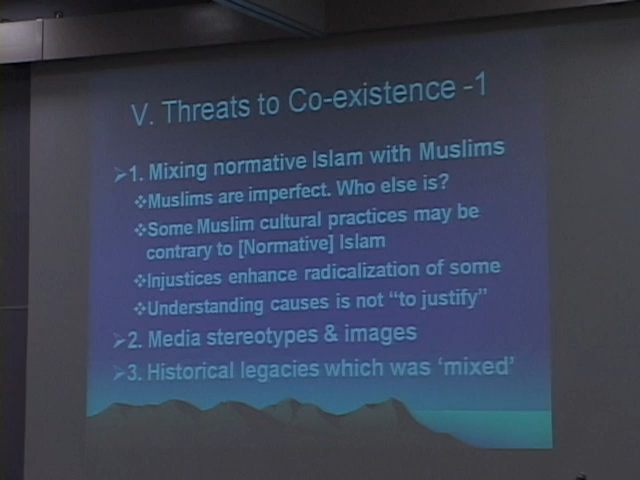 V. Threats to Co-existence -1
➢1. Mixing normative Islam with Muslims
❖Muslims are imperfect. Who else is?
❖Some Muslim cultural practices may be
contrary to [Normative] Islam
❖Injustices enhance radicalization of some
❖Understanding causes is not “to justify”
➢2. Media stereotypes & images
➢3. Historical legacies which was ‘mixed’